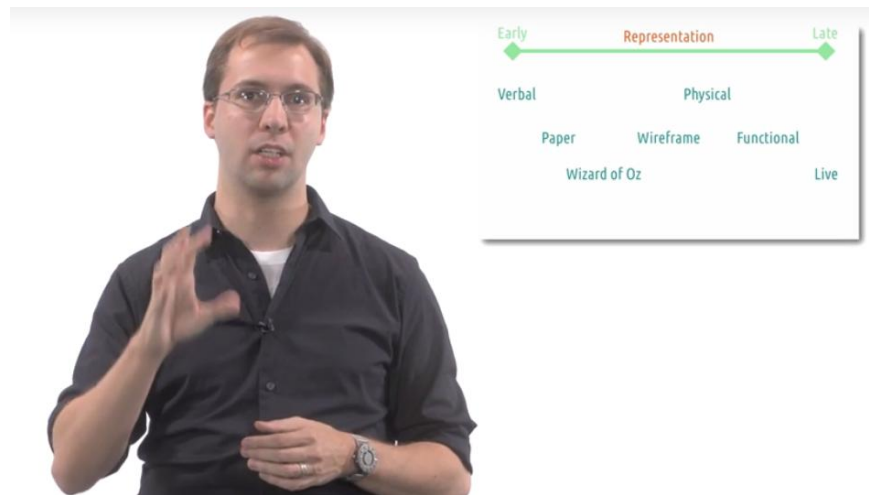 Early Representation Late
Verbal Physical
Paper Wireframe Functional
Wizard of Oz Live